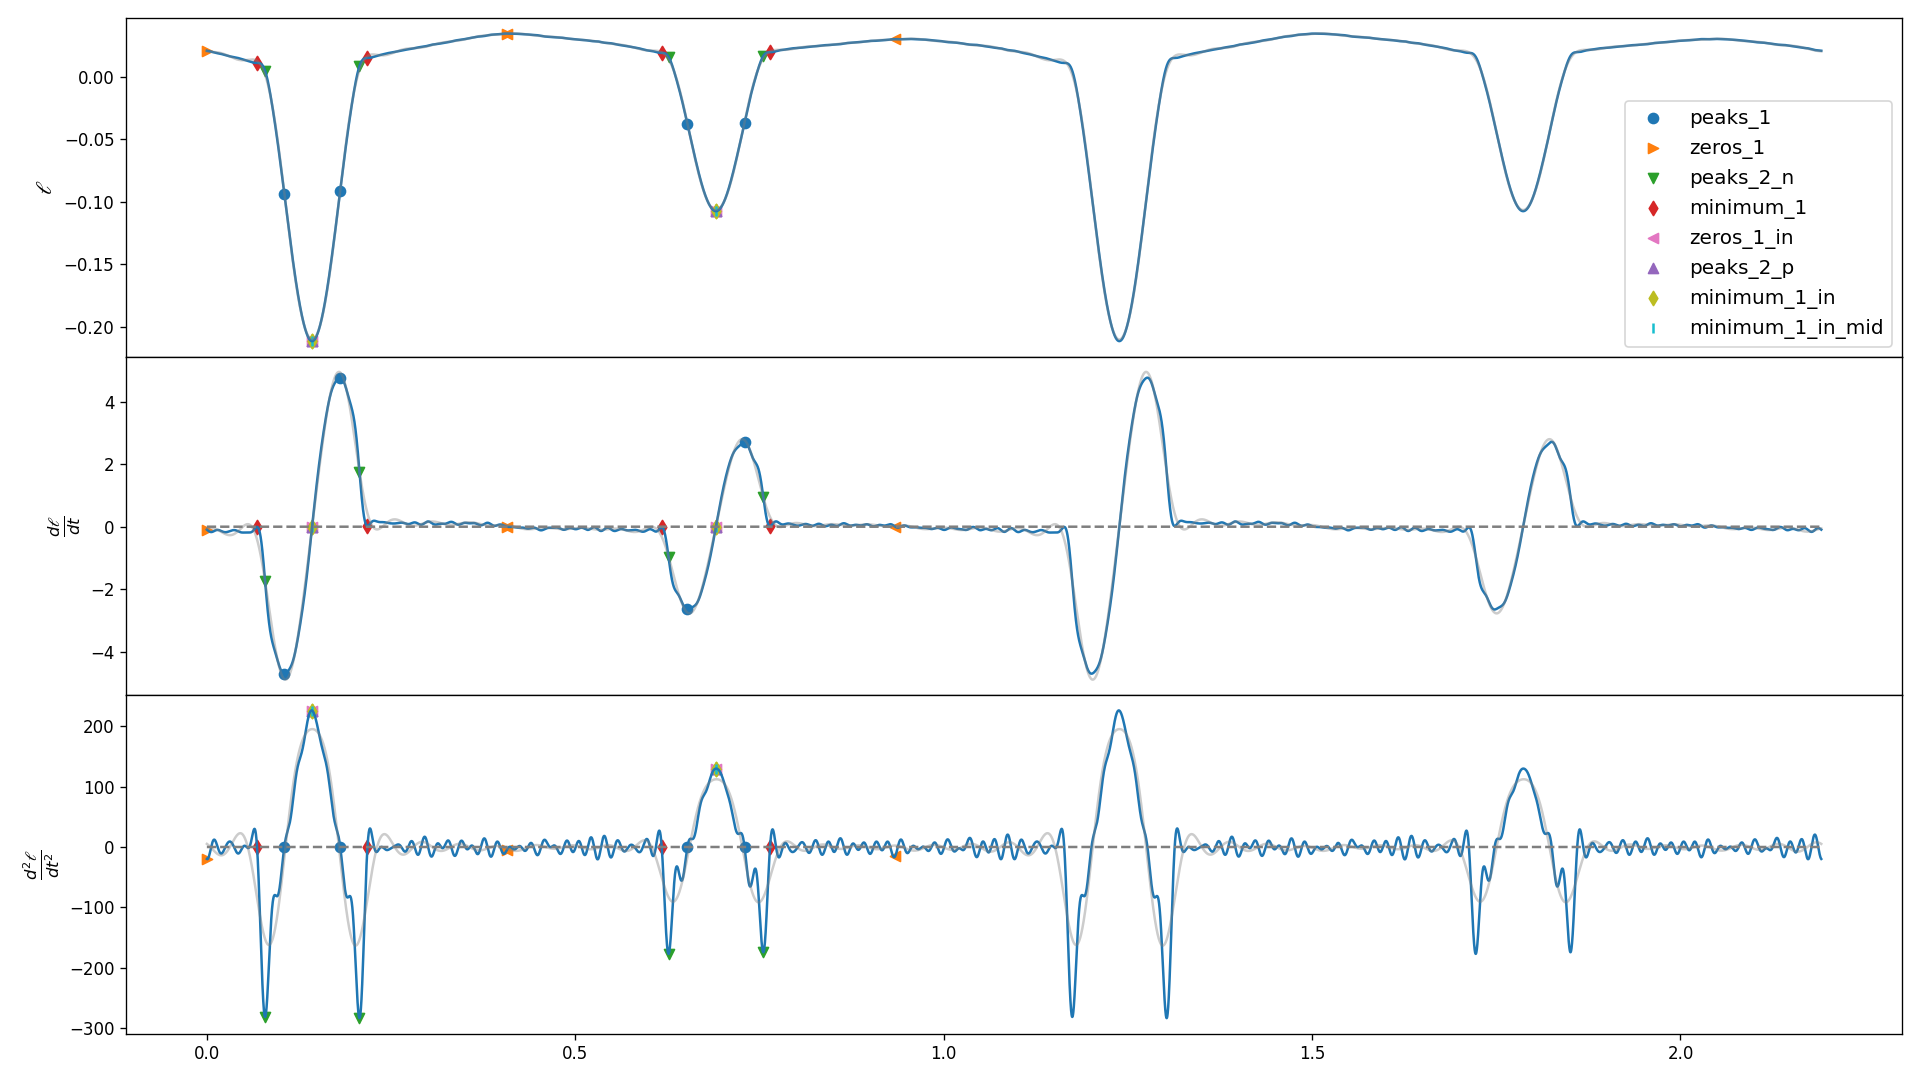 0.00
−0.05
−0.10
−0.15
−0.20
ℓ
peaks_1
zeros_1
peaks_2_n
minimum_1
zeros_1_in
peaks_2_p
minimum_1_in
minimum_1_in_mid
4
2
0
−2
−4
dℓ
dt
200
100
0
−100
−200
−300
d²ℓ
dt²
0.0 0.5 1.0 1.5 2.0